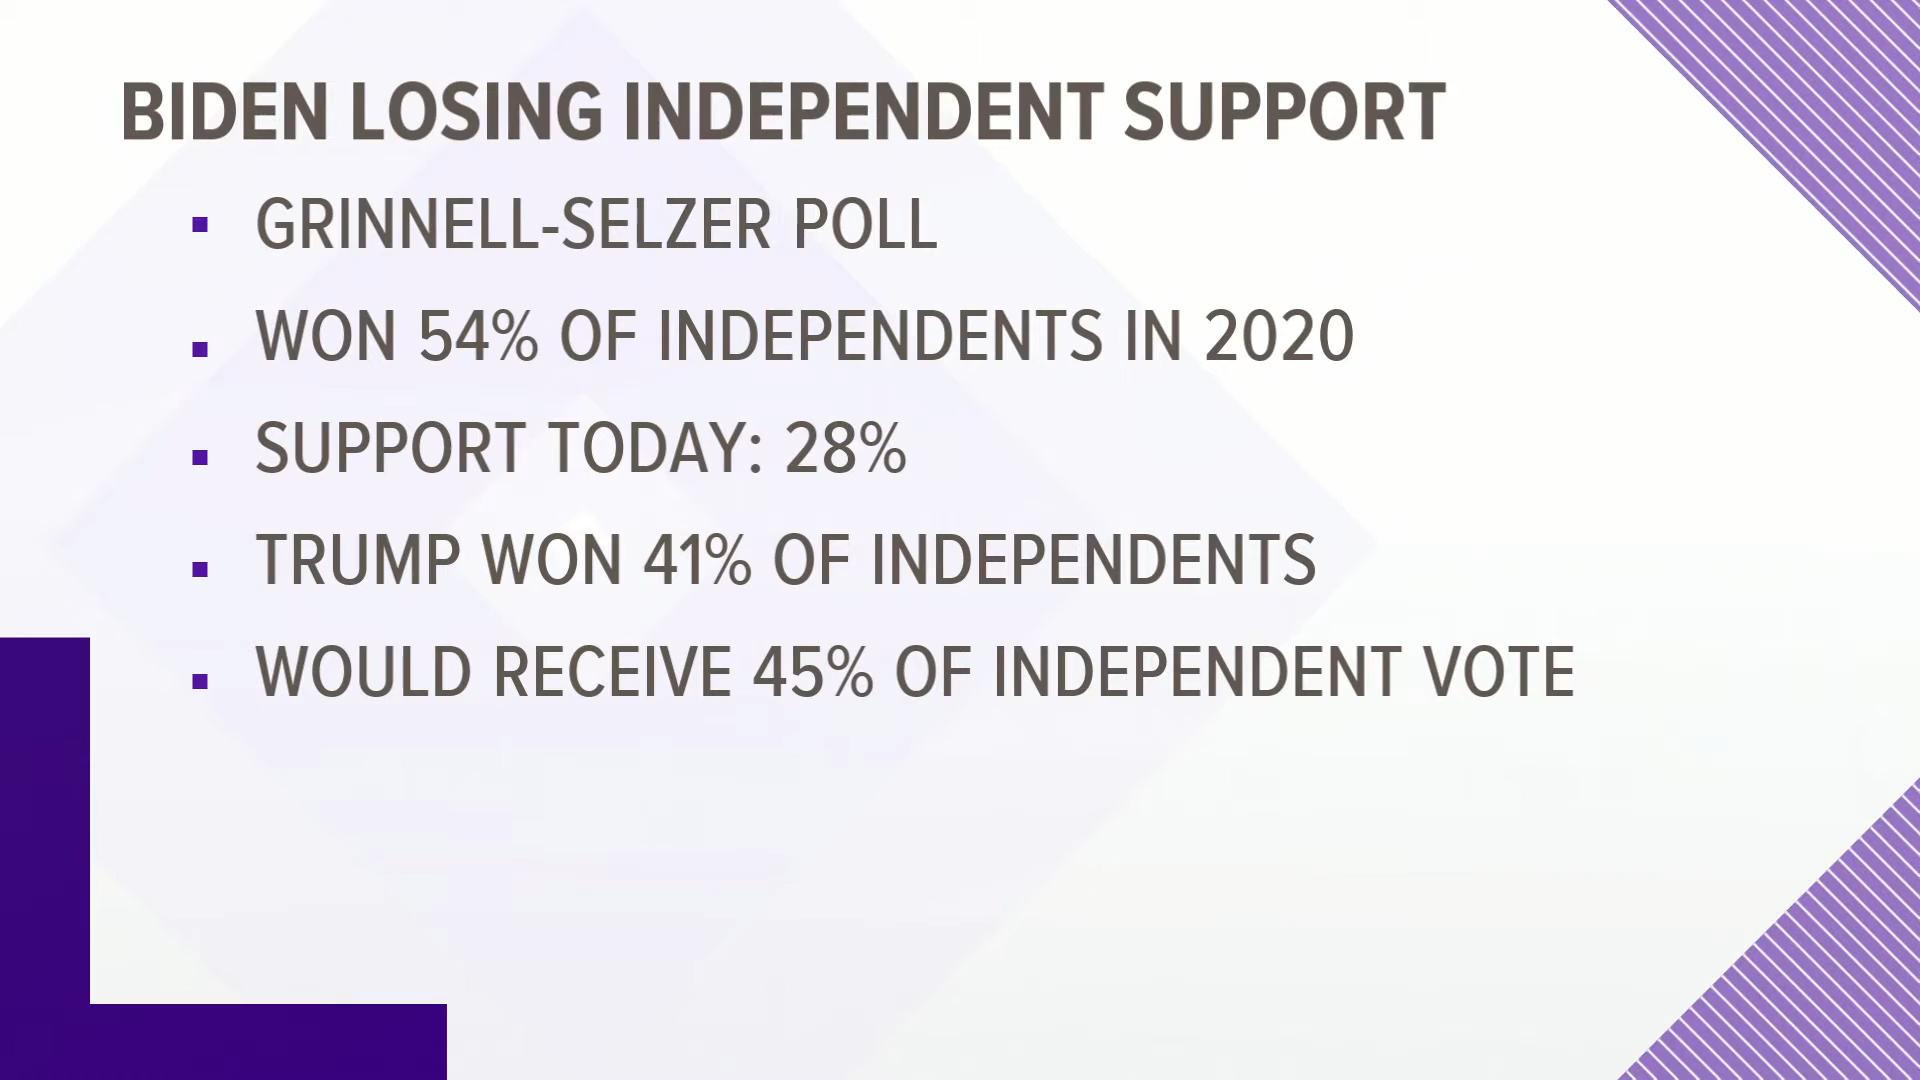 BIDEN LOSING INDEPENDENT SUPPORT
GRINNELL-SELZER POLL
WON 54% OF INDEPENDENTS IN 2020
SUPPORT TODAY: 28%
TRUMP WON 41% OF INDEPENDENTS
WOULD RECEIVE 45% OF INDEPENDENT VOTE